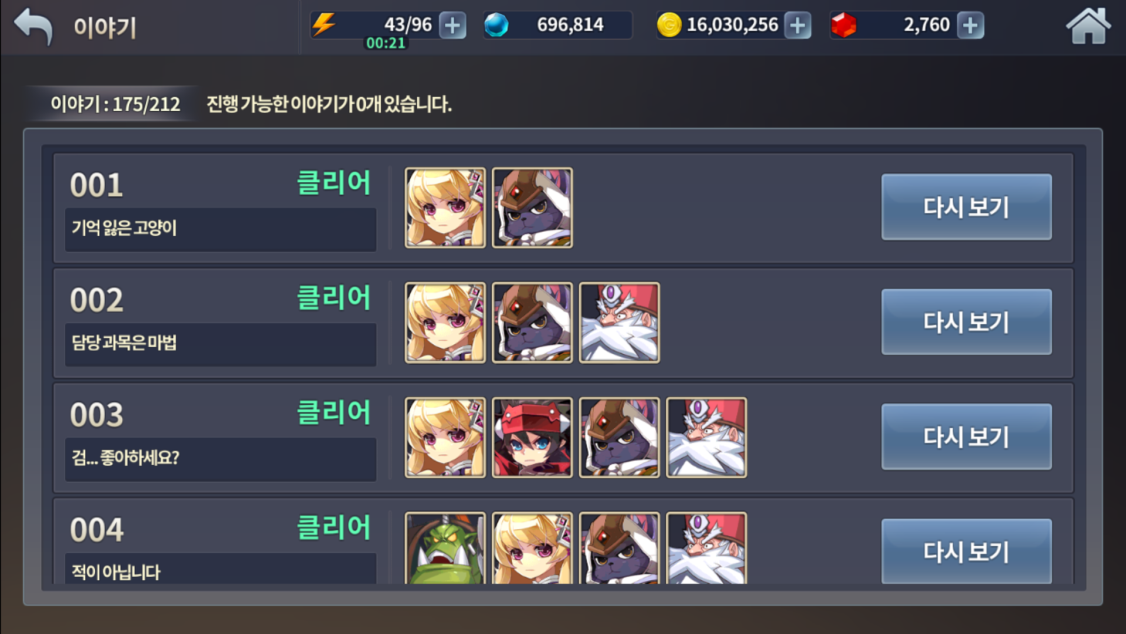 이야기
43/96
00:21
696,814
16,030,256
2,760
이야기 : 175/212 진행 가능한 이야기가 0개 있습니다.
001 클리어
기억 잃은 고양이
다시 보기
002 클리어
담당 과목은 마법
다시 보기
003 클리어
검... 좋아하세요?
다시 보기
004 클리어
적이 아닙니다
다시 보기